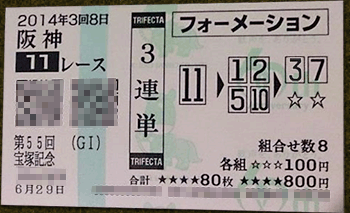 2014年3回8日
阪神
11レース
第55回 (GI)
宝塚記念
6月29日
TRIFECTA
3連単
TRIFECTA
フォーメーション
11
1 2
5 10
3 7
☆ ☆
組合せ数8
各組 ☆☆☆100円
合計 ★★★★80枚 ★★★★800円